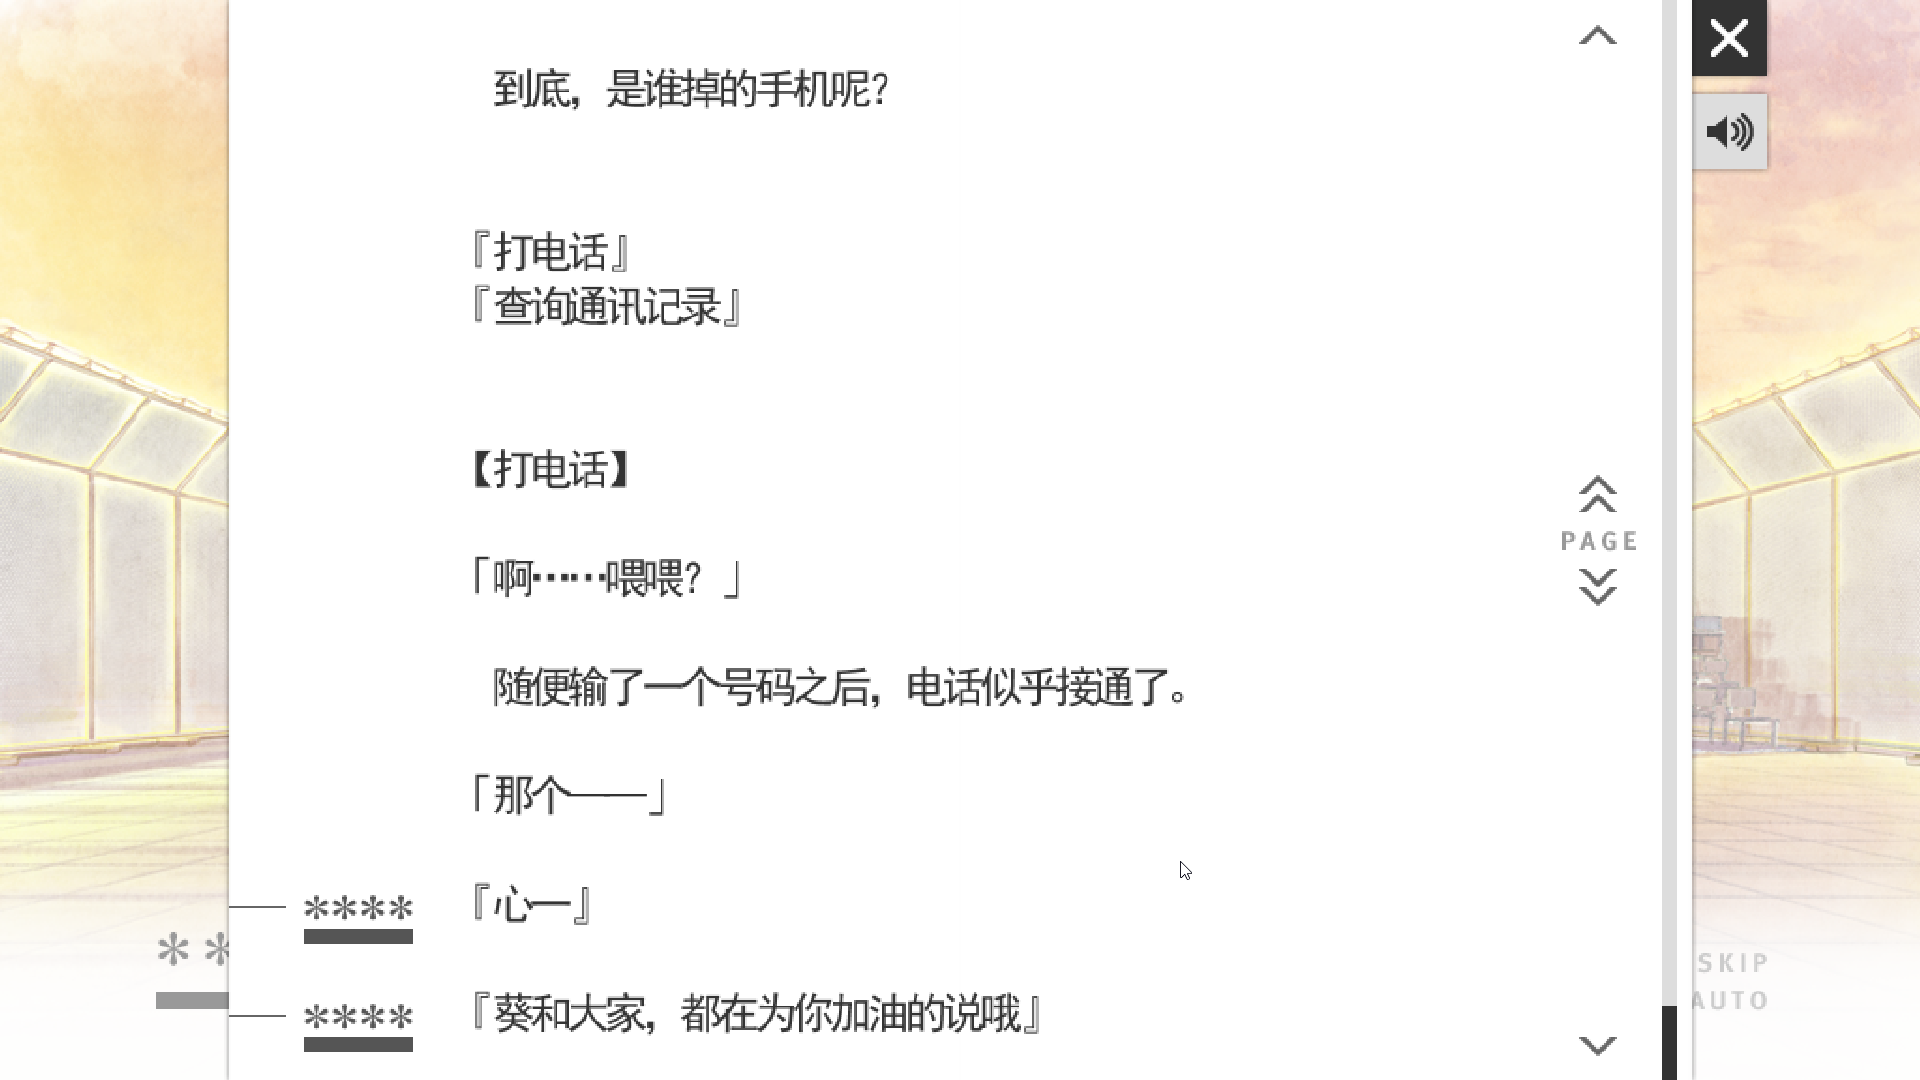 到底，是谁掉的手机呢？
『打电话』
『查询通讯记录』
【打电话】
「啊……喂喂？」
PAGE
随便输了一个号码之后，电话似乎接通了。
「那个——」
**** 『心一』
**
SKIP
AUTO
**** 『葵和大家，都在为你加油的说哦』